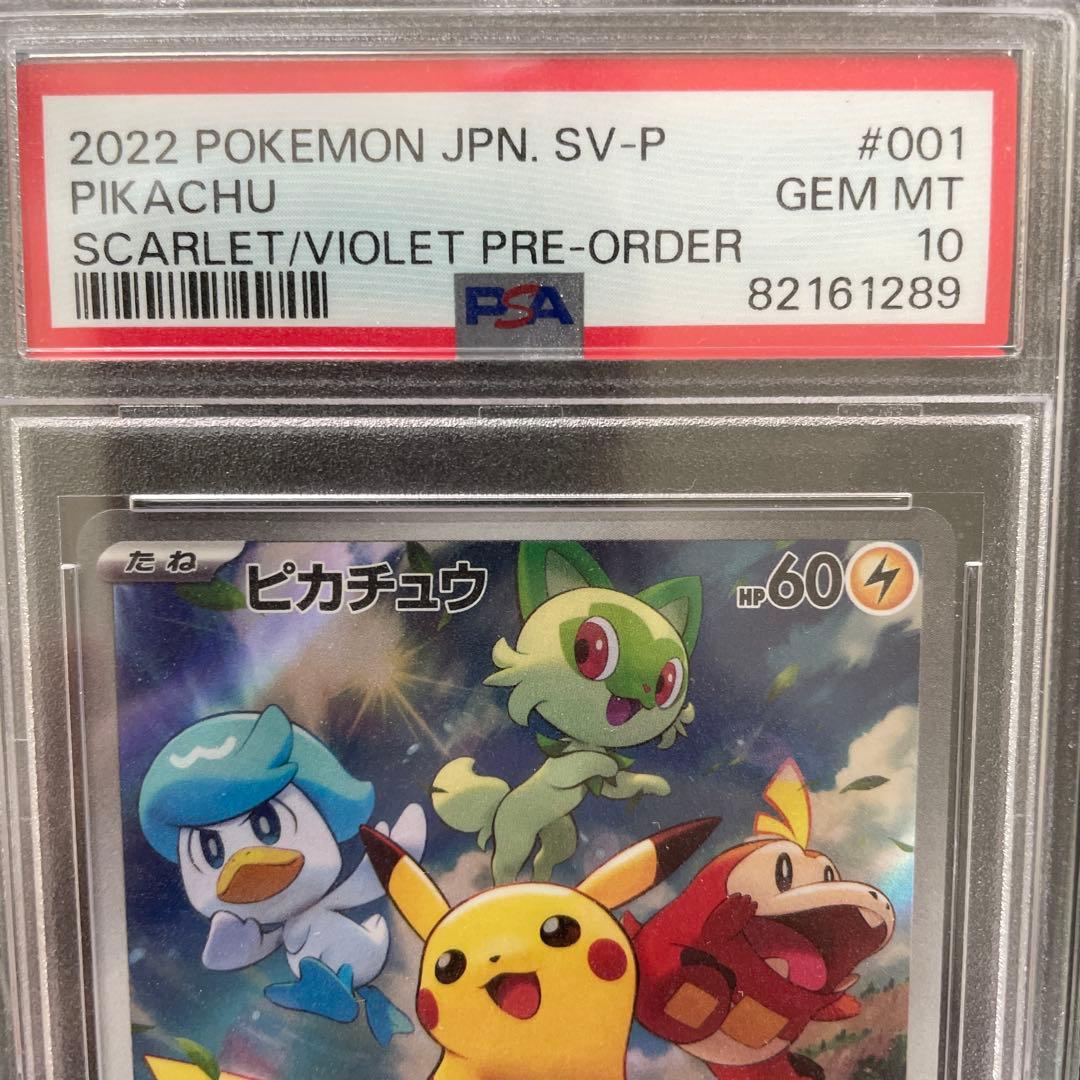 2022 POKEMON JPN. SV-P #001
PIKACHU GEM MT
SCARLET/VIOLET PRE-ORDER 10
PSA 82161289
たね ピカチュウ HP60